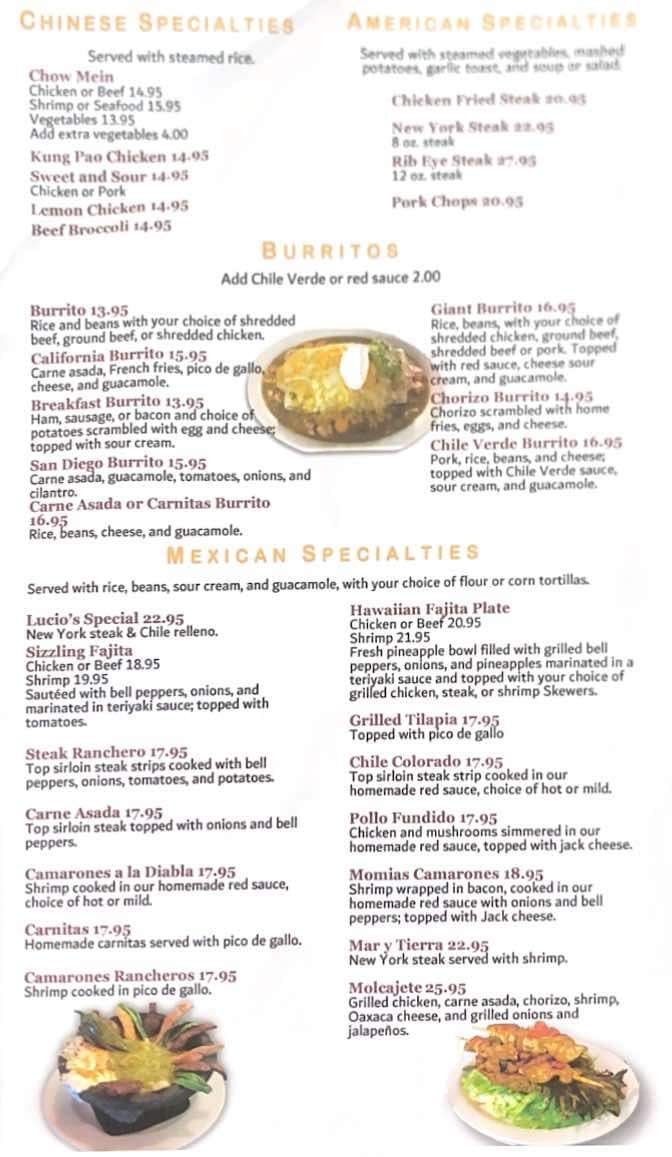 CHINESE SPECIALTIES
Served with steamed rice.
Chow Mein
Chicken or Beef 14.95
Shrimp or Seafood 15.95
Vegetables 13.95
Add extra vegetables 4.00
Kung Pao Chicken 14.95
Sweet and Sour 14.95
Chicken or Pork
Lemon Chicken 14.95
Beef Broccoli 14.95
AMERICAN SPECIALTIES
Served with steamed vegetables, mashed
potatoes, garlic toast, and soup or salad.
Chicken Fried Steak 20.95
New York Steak 22.95
8 oz. steak
Rib Eye Steak 27.95
12 oz. steak
Pork Chops 20.95
BURRITOS
Add Chile Verde or red sauce 2.00
Burrito 13.95
Rice and beans with your choice of shredded
beef, ground beef, or shredded chicken.
California Burrito 15.95
Carne asada, French fries, pico de gallo,
cheese, and guacamole.
Breakfast Burrito 13.95
Ham, sausage, or bacon and choice of
potatoes scrambled with egg and cheese;
topped with sour cream.
San Diego Burrito 15.95
Carne asada, guacamole, tomatoes, onions, and
cilantro.
Carne Asada or Carnitas Burrito
16.95
Rice, beans, cheese, and guacamole.
Giant Burrito 16.95
Rice, beans, with your choice of
shredded chicken, ground beef,
shredded beef or pork. Topped
with red sauce, cheese sour
cream, and guacamole.
Chorizo Burrito 14.95
Chorizo scrambled with home
fries, eggs, and cheese.
Chile Verde Burrito 16.95
Pork, rice, beans, and cheese;
topped with Chile Verde sauce,
sour cream, and guacamole.
MEXICAN SPECIALTIES
Served with rice, beans, sour cream, and guacamole, with your choice of flour or corn tortillas.
Lucio's Special 22.95
New York steak & Chile relleno.
Sizzling Fajita
Chicken or Beef 18.95
Shrimp 19.95
Sautéed with bell peppers, onions, and
marinated in teriyaki sauce; topped with
tomatoes.
Steak Ranchero 17.95
Top sirloin steak strips cooked with bell
peppers, onions, tomatoes, and potatoes.
Carne Asada 17.95
Top sirloin steak topped with onions and bell
peppers.
Camarones a la Diabla 17.95
Shrimp cooked in our homemade red sauce,
choice of hot or mild.
Carnitas 17.95
Homemade carnitas served with pico de gallo.
Camarones Rancheros 17.95
Shrimp cooked in pico de gallo.
Hawaiian Fajita Plate
Chicken or Beef 20.95
Shrimp 21.95
Fresh pineapple bowl filled with grilled bell
peppers, onions, and pineapples marinated in a
teriyaki sauce and topped with your choice of
grilled chicken, steak, or shrimp Skewers.
Grilled Tilapia 17.95
Topped with pico de gallo
Chile Colorado 17.95
Top sirloin steak strip cooked in our
homemade red sauce, choice of hot or mild.
Pollo Fundido 17.95
Chicken and mushrooms simmered in our
homemade red sauce, topped with jack cheese.
Momias Camarones 18.95
Shrimp wrapped in bacon, cooked in our
homemade red sauce with onions and bell
peppers; topped with Jack cheese.
Mar y Tierra 22.95
New York steak served with shrimp.
Molcajete 25.95
Grilled chicken, carne asada, chorizo, shrimp,
Oaxaca cheese, and grilled onions and
jalapeños.